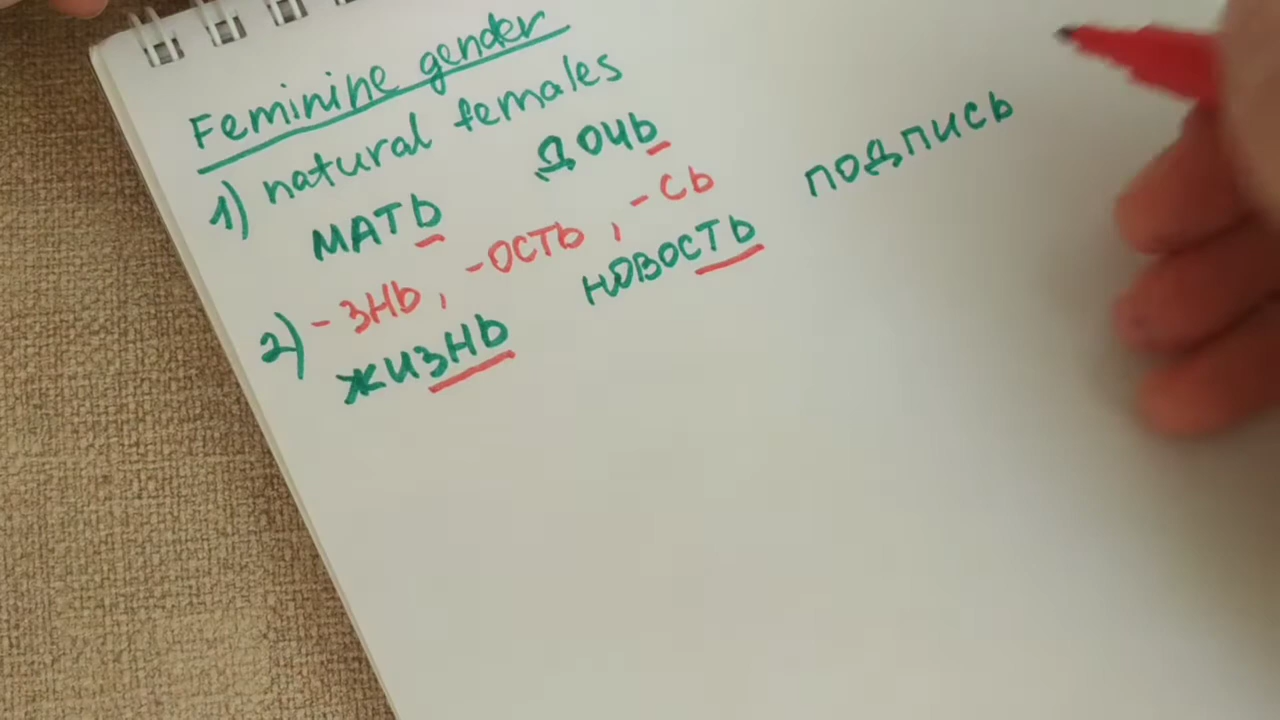 Feminine gender
1) natural females
мать дочь
2) -знь, -ость, -сь
жизнь новость подпись